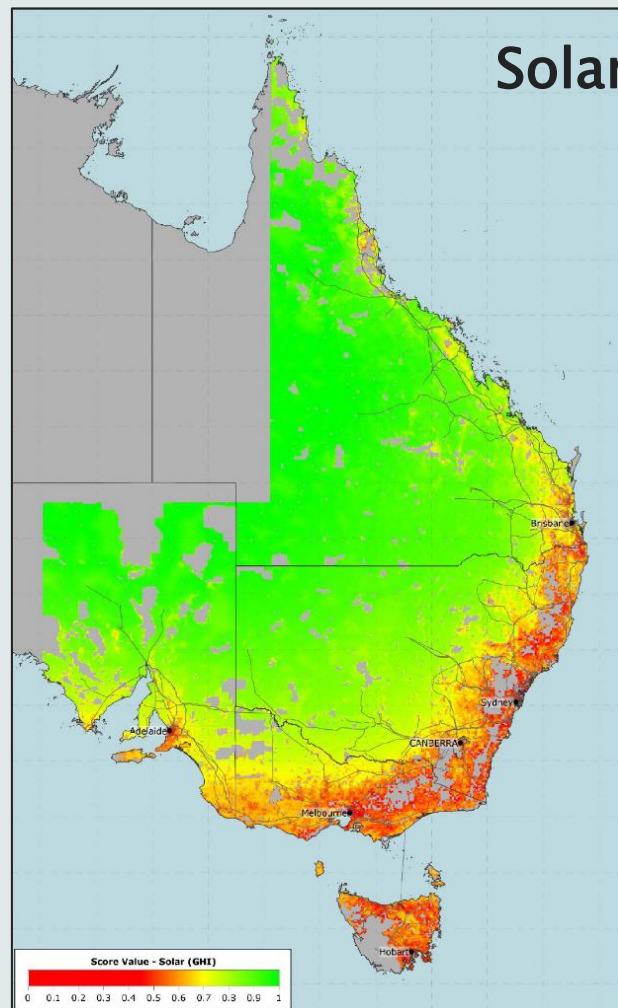 Solar
Brisbane
Sydney
Adelaide
CANBERRA
Melbourne
Hobart
Score Value - Solar (GHI)
0 0.1 0.2 0.3 0.4 0.5 0.6 0.7 0.8 0.9 1